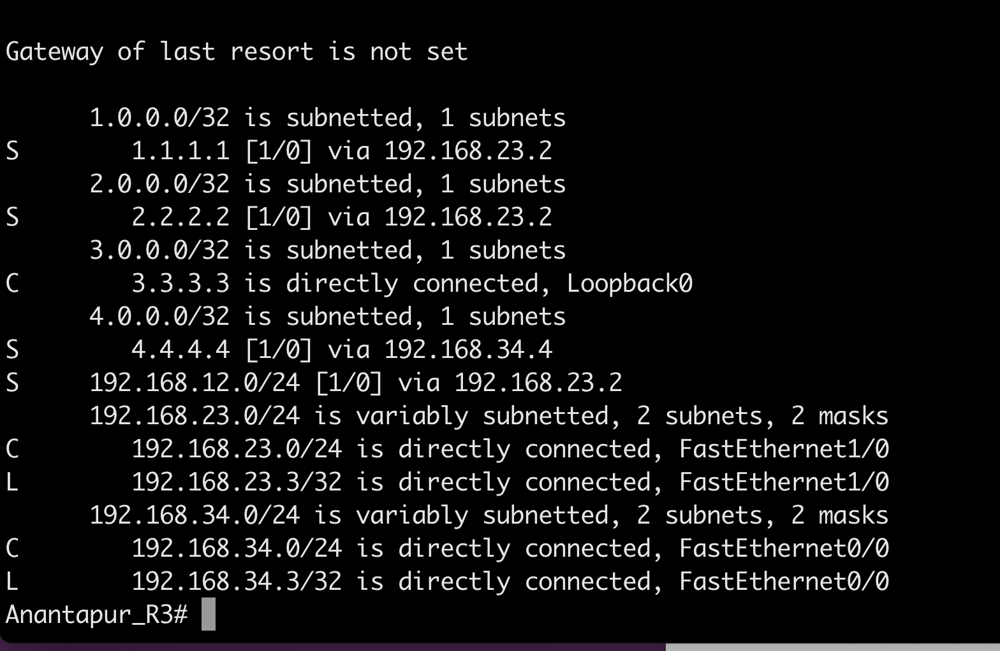 Gateway of last resort is not set
1.0.0.0/32 is subnetted, 1 subnets
S 1.1.1.1 [1/0] via 192.168.23.2
2.0.0.0/32 is subnetted, 1 subnets
S 2.2.2.2 [1/0] via 192.168.23.2
3.0.0.0/32 is subnetted, 1 subnets
C 3.3.3.3 is directly connected, Loopback0
4.0.0.0/32 is subnetted, 1 subnets
S 4.4.4.4 [1/0] via 192.168.34.4
S 192.168.12.0/24 [1/0] via 192.168.23.2
192.168.23.0/24 is variably subnetted, 2 subnets, 2 masks
C 192.168.23.0/24 is directly connected, FastEthernet1/0
L 192.168.23.3/32 is directly connected, FastEthernet1/0
192.168.34.0/24 is variably subnetted, 2 subnets, 2 masks
C 192.168.34.0/24 is directly connected, FastEthernet0/0
L 192.168.34.3/32 is directly connected, FastEthernet0/0
Anantapur_R3#